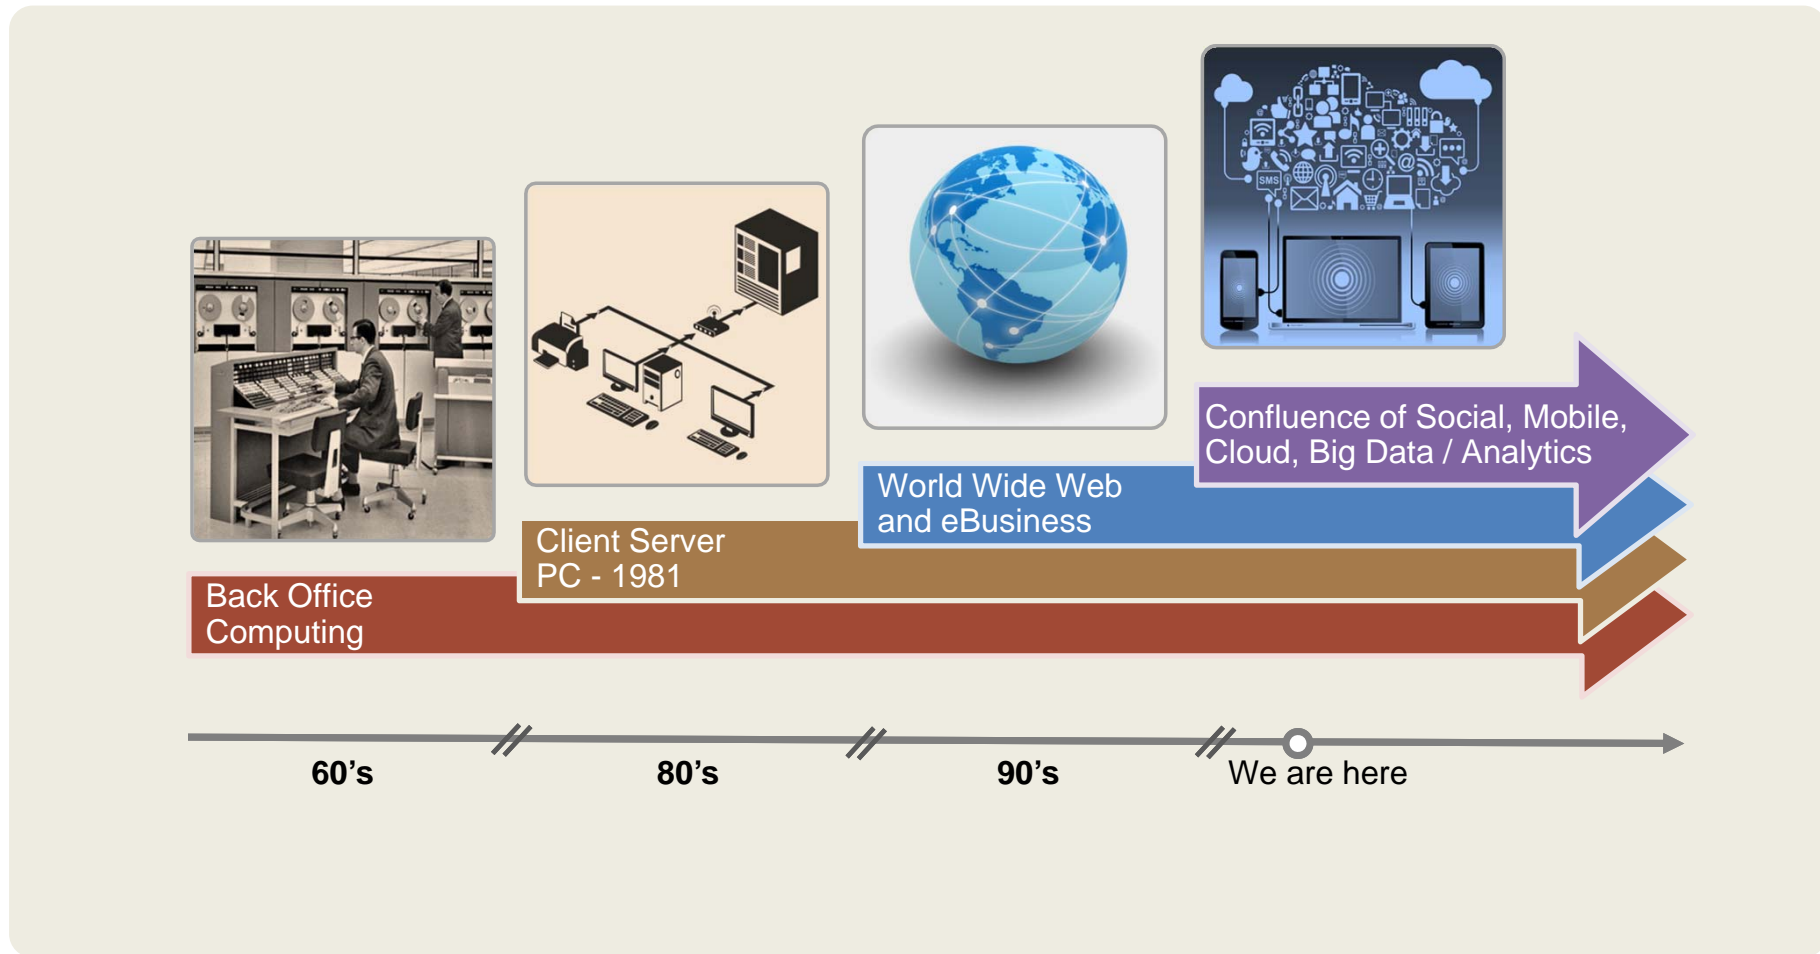 SMS
Confluence of Social, Mobile,
Cloud, Big Data / Analytics
World Wide Web
and eBusiness
Client Server
PC - 1981
Back Office
Computing
60’s
80’s
90’s
We are here